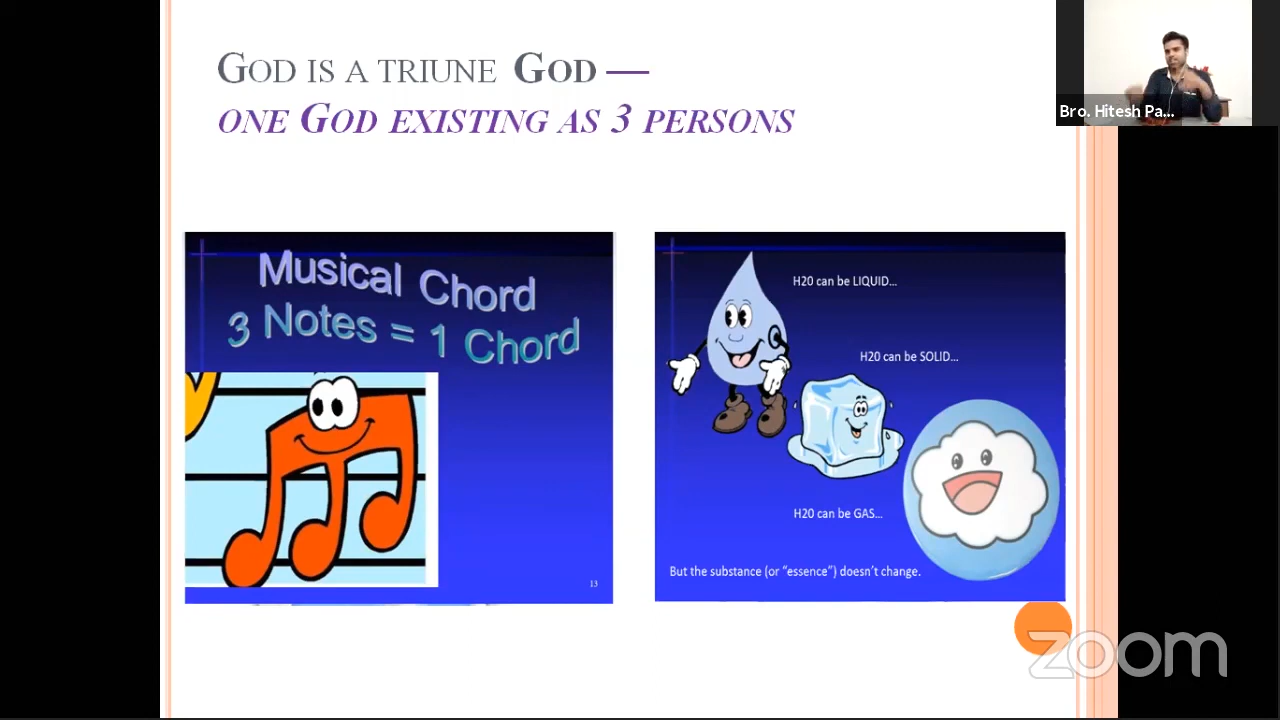 GOD IS A TRIUNE GOD —
ONE GOD EXISTING AS 3 PERSONS
Bro. Hitesh Pa...
Musical Chord
3 Notes = 1 Chord
13
H20 can be LIQUID...
H20 can be SOLID...
H20 can be GAS...
But the substance (or “essence”) doesn’t change.
zoom